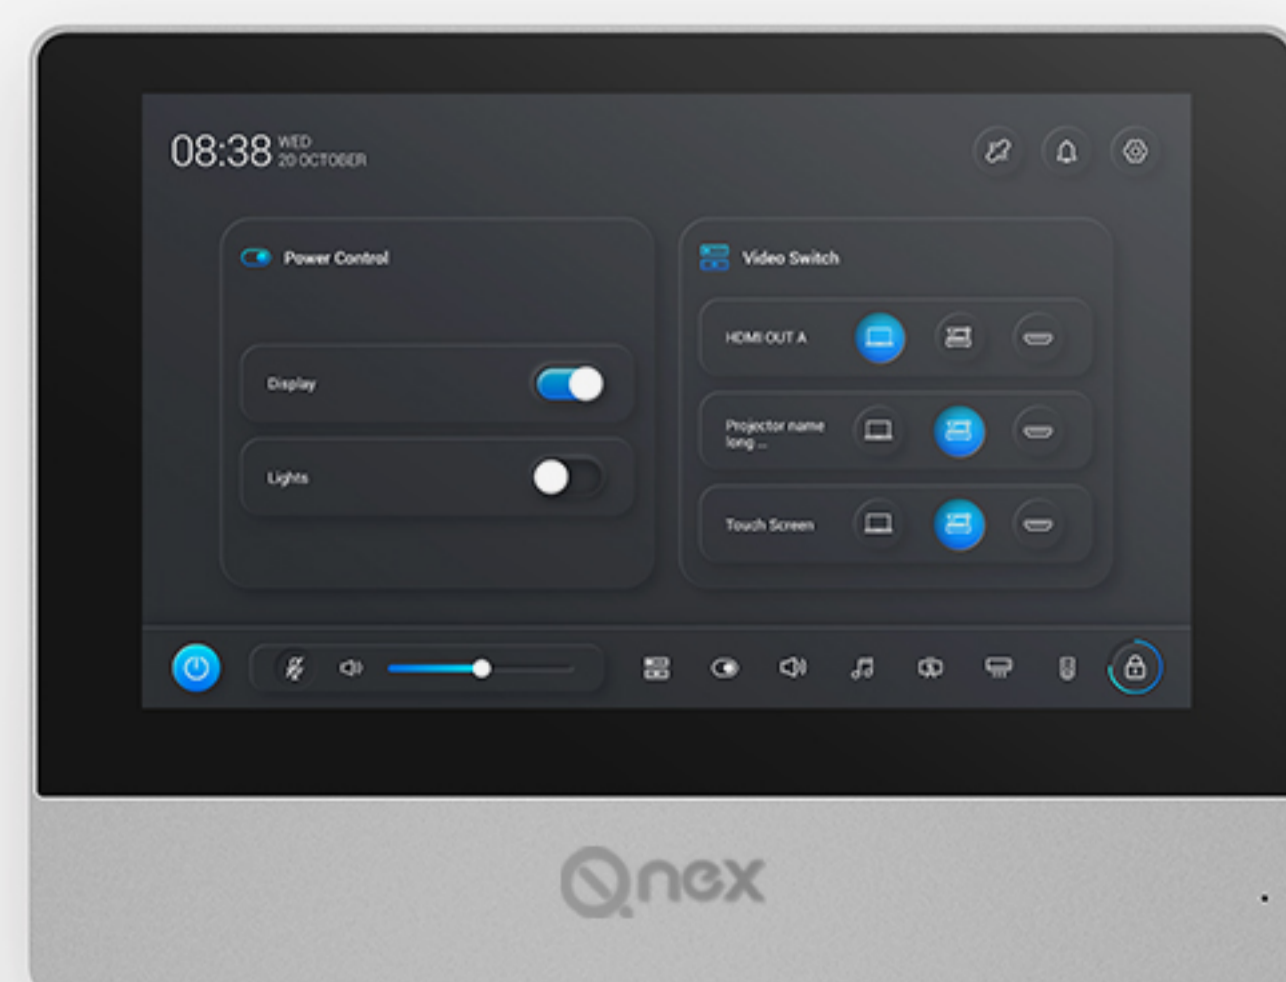 08:38
WED
20 OCTOBER
Power Control
Display
Lights
Video Switch
HDMI OUT A
Projector name
long ...
Touch Screen
Qnex